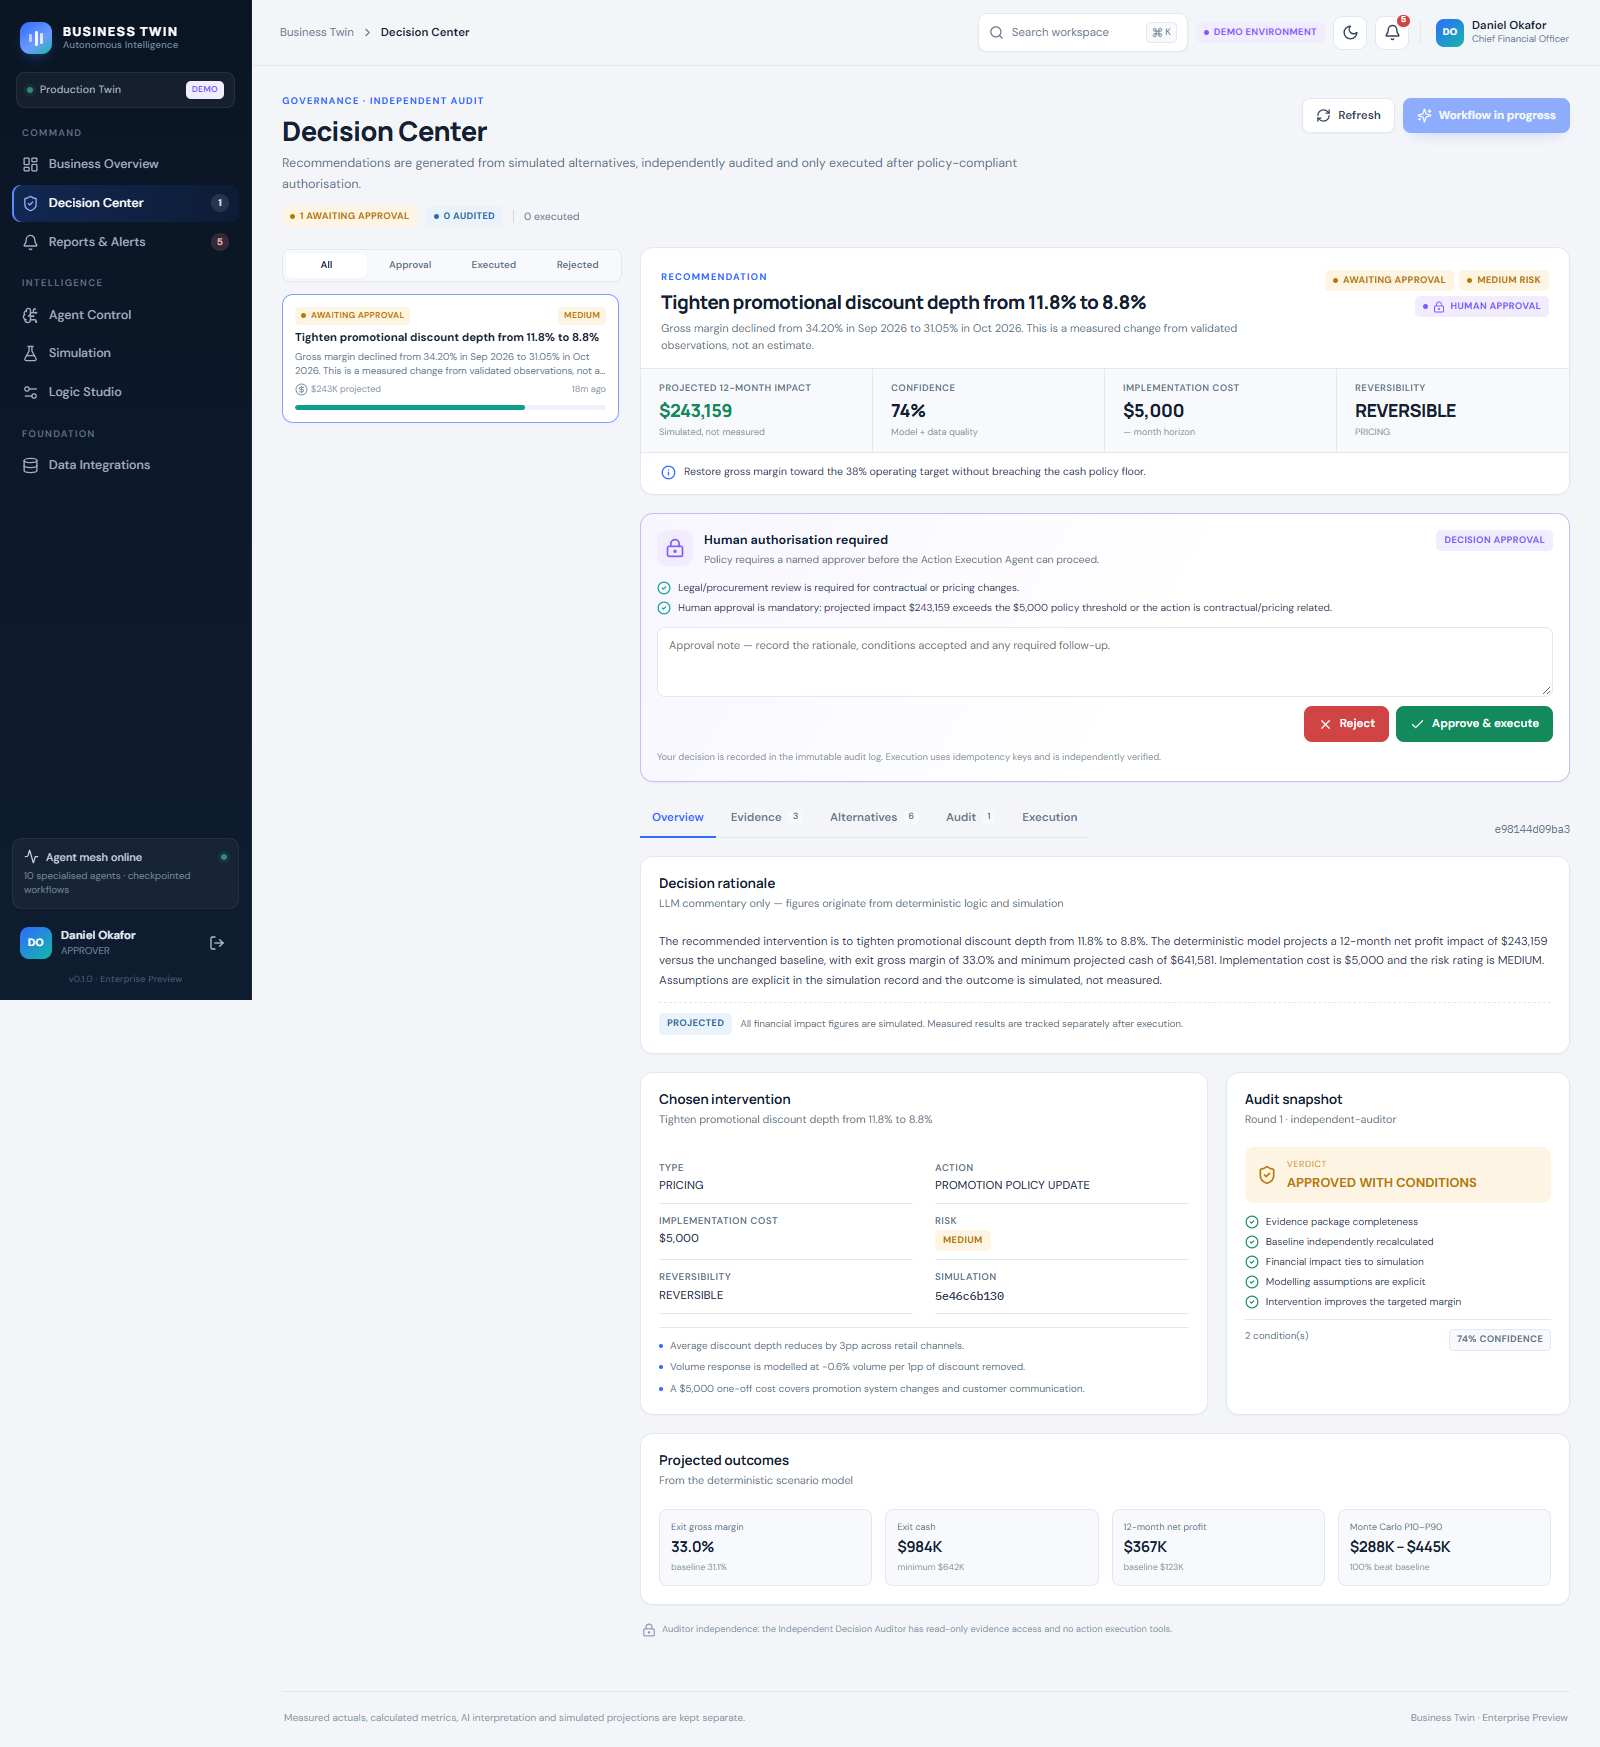 BUSINESS TWIN
Autonomous Intelligence
Production Twin
DEMO
COMMAND
Business Overview
Decision Center
1
Reports & Alerts
5
INTELLIGENCE
Agent Control
Simulation
Logic Studio
FOUNDATION
Data Integrations
Agent mesh online
10 specialised agents · checkpointed
workflows
DO
Daniel Okafor
APPROVER
v0.1.0 · Enterprise Preview
Business Twin
Decision Center
Search workspace
⌘ K
DEMO ENVIRONMENT
5
DO
Daniel Okafor
Chief Financial Officer
GOVERNANCE · INDEPENDENT AUDIT
Decision Center
Recommendations are generated from simulated alternatives, independently audited and only executed after policy-compliant
authorisation.
Refresh
Workflow in progress
1 AWAITING APPROVAL
0 AUDITED
0 executed
All
Approval
Executed
Rejected
AWAITING APPROVAL
MEDIUM
Tighten promotional discount depth from 11.8% to 8.8%
Gross margin declined from 34.20% in Sep 2026 to 31.05% in Oct
2026. This is a measured change from validated observations, not a…
$243K projected
18m ago
RECOMMENDATION
Tighten promotional discount depth from 11.8% to 8.8%
Gross margin declined from 34.20% in Sep 2026 to 31.05% in Oct 2026. This is a measured change from validated
observations, not an estimate.
AWAITING APPROVAL
MEDIUM RISK
HUMAN APPROVAL
PROJECTED 12-MONTH IMPACT
$243,159
Simulated, not measured
CONFIDENCE
74%
Model + data quality
IMPLEMENTATION COST
$5,000
— month horizon
REVERSIBILITY
REVERSIBLE
PRICING
Restore gross margin toward the 38% operating target without breaching the cash policy floor.
Human authorisation required
Policy requires a named approver before the Action Execution Agent can proceed.
DECISION APPROVAL
Legal/procurement review is required for contractual or pricing changes.
Human approval is mandatory: projected impact $243,159 exceeds the $5,000 policy threshold or the action is contractual/pricing related.
Approval note — record the rationale, conditions accepted and any required follow-up.
Reject
Approve & execute
Your decision is recorded in the immutable audit log. Execution uses idempotency keys and is independently verified.
Overview
Evidence 3
Alternatives 6
Audit 1
Execution
e98144d09ba3
Decision rationale
LLM commentary only — figures originate from deterministic logic and simulation
The recommended intervention is to tighten promotional discount depth from 11.8% to 8.8%. The deterministic model projects a 12-month net profit impact of $243,159
versus the unchanged baseline, with exit gross margin of 33.0% and minimum projected cash of $641,581. Implementation cost is $5,000 and the risk rating is MEDIUM.
Assumptions are explicit in the simulation record and the outcome is simulated, not measured.
PROJECTED
All financial impact figures are simulated. Measured results are tracked separately after execution.
Chosen intervention
Tighten promotional discount depth from 11.8% to 8.8%
TYPE
PRICING
ACTION
PROMOTION POLICY UPDATE
IMPLEMENTATION COST
$5,000
RISK
MEDIUM
REVERSIBILITY
REVERSIBLE
SIMULATION
5e46c6b130
Average discount depth reduces by 3pp across retail channels.
Volume response is modelled at -0.6% volume per 1pp of discount removed.
A $5,000 one-off cost covers promotion system changes and customer communication.
Audit snapshot
Round 1 · independent-auditor
VERDICT
APPROVED WITH CONDITIONS
Evidence package completeness
Baseline independently recalculated
Financial impact ties to simulation
Modelling assumptions are explicit
Intervention improves the targeted margin
2 condition(s)
74% CONFIDENCE
Projected outcomes
From the deterministic scenario model
Exit gross margin
33.0%
baseline 31.1%
Exit cash
$984K
minimum $642K
12-month net profit
$367K
baseline $123K
Monte Carlo P10–P90
$288K – $445K
100% beat baseline
Auditor independence: the Independent Decision Auditor has read-only evidence access and no action execution tools.
Measured actuals, calculated metrics, AI interpretation and simulated projections are kept separate.
Business Twin · Enterprise Preview